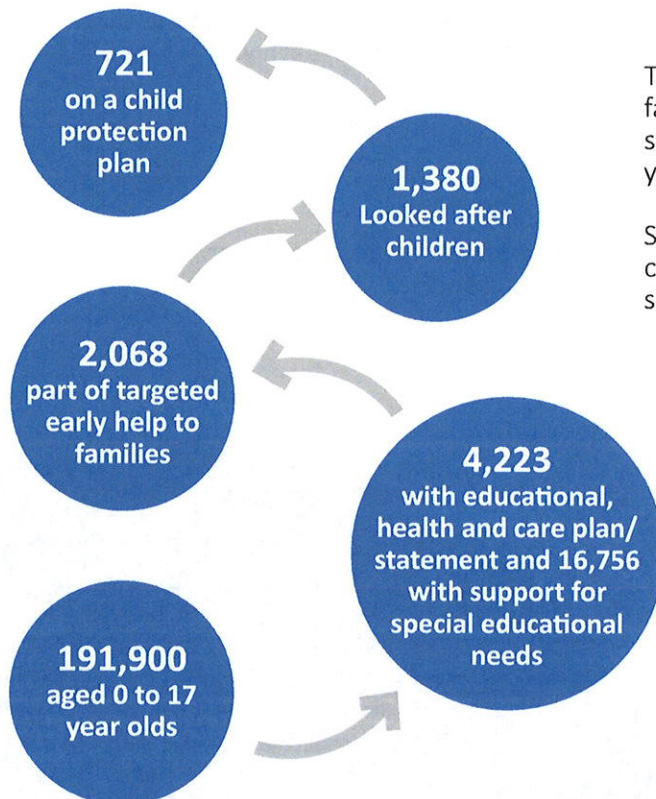 721
on a child
protection
plan
1,380
Looked after
children
2,068
part of targeted
early help to
families
4,223
with educational,
health and care plan/
statement and 16,756
with support for
special educational
needs
191,900
aged 0 to 17
year olds